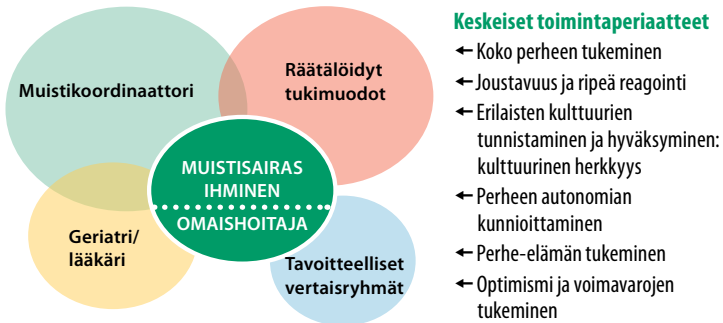 Muistikoordinaattori
Räätälöidyt
tukimuodot
MUISTISAIRAS
IHMINEN
OMAISHOITAJA
Geriatri/
lääkäri
Tavoitteelliset
vertaisryhmät
Keskeiset toimintaperiaatteet
← Koko perheen tukeminen
← Joustavuus ja ripeä reagointi
← Erilaisten kulttuurien
tunnistaminen ja hyväksyminen:
kulttuurinen herkkyys
← Perheen autonomian
kunnioittaminen
← Perhe-elämän tukeminen
← Optimismi ja voimavarojen
tukeminen